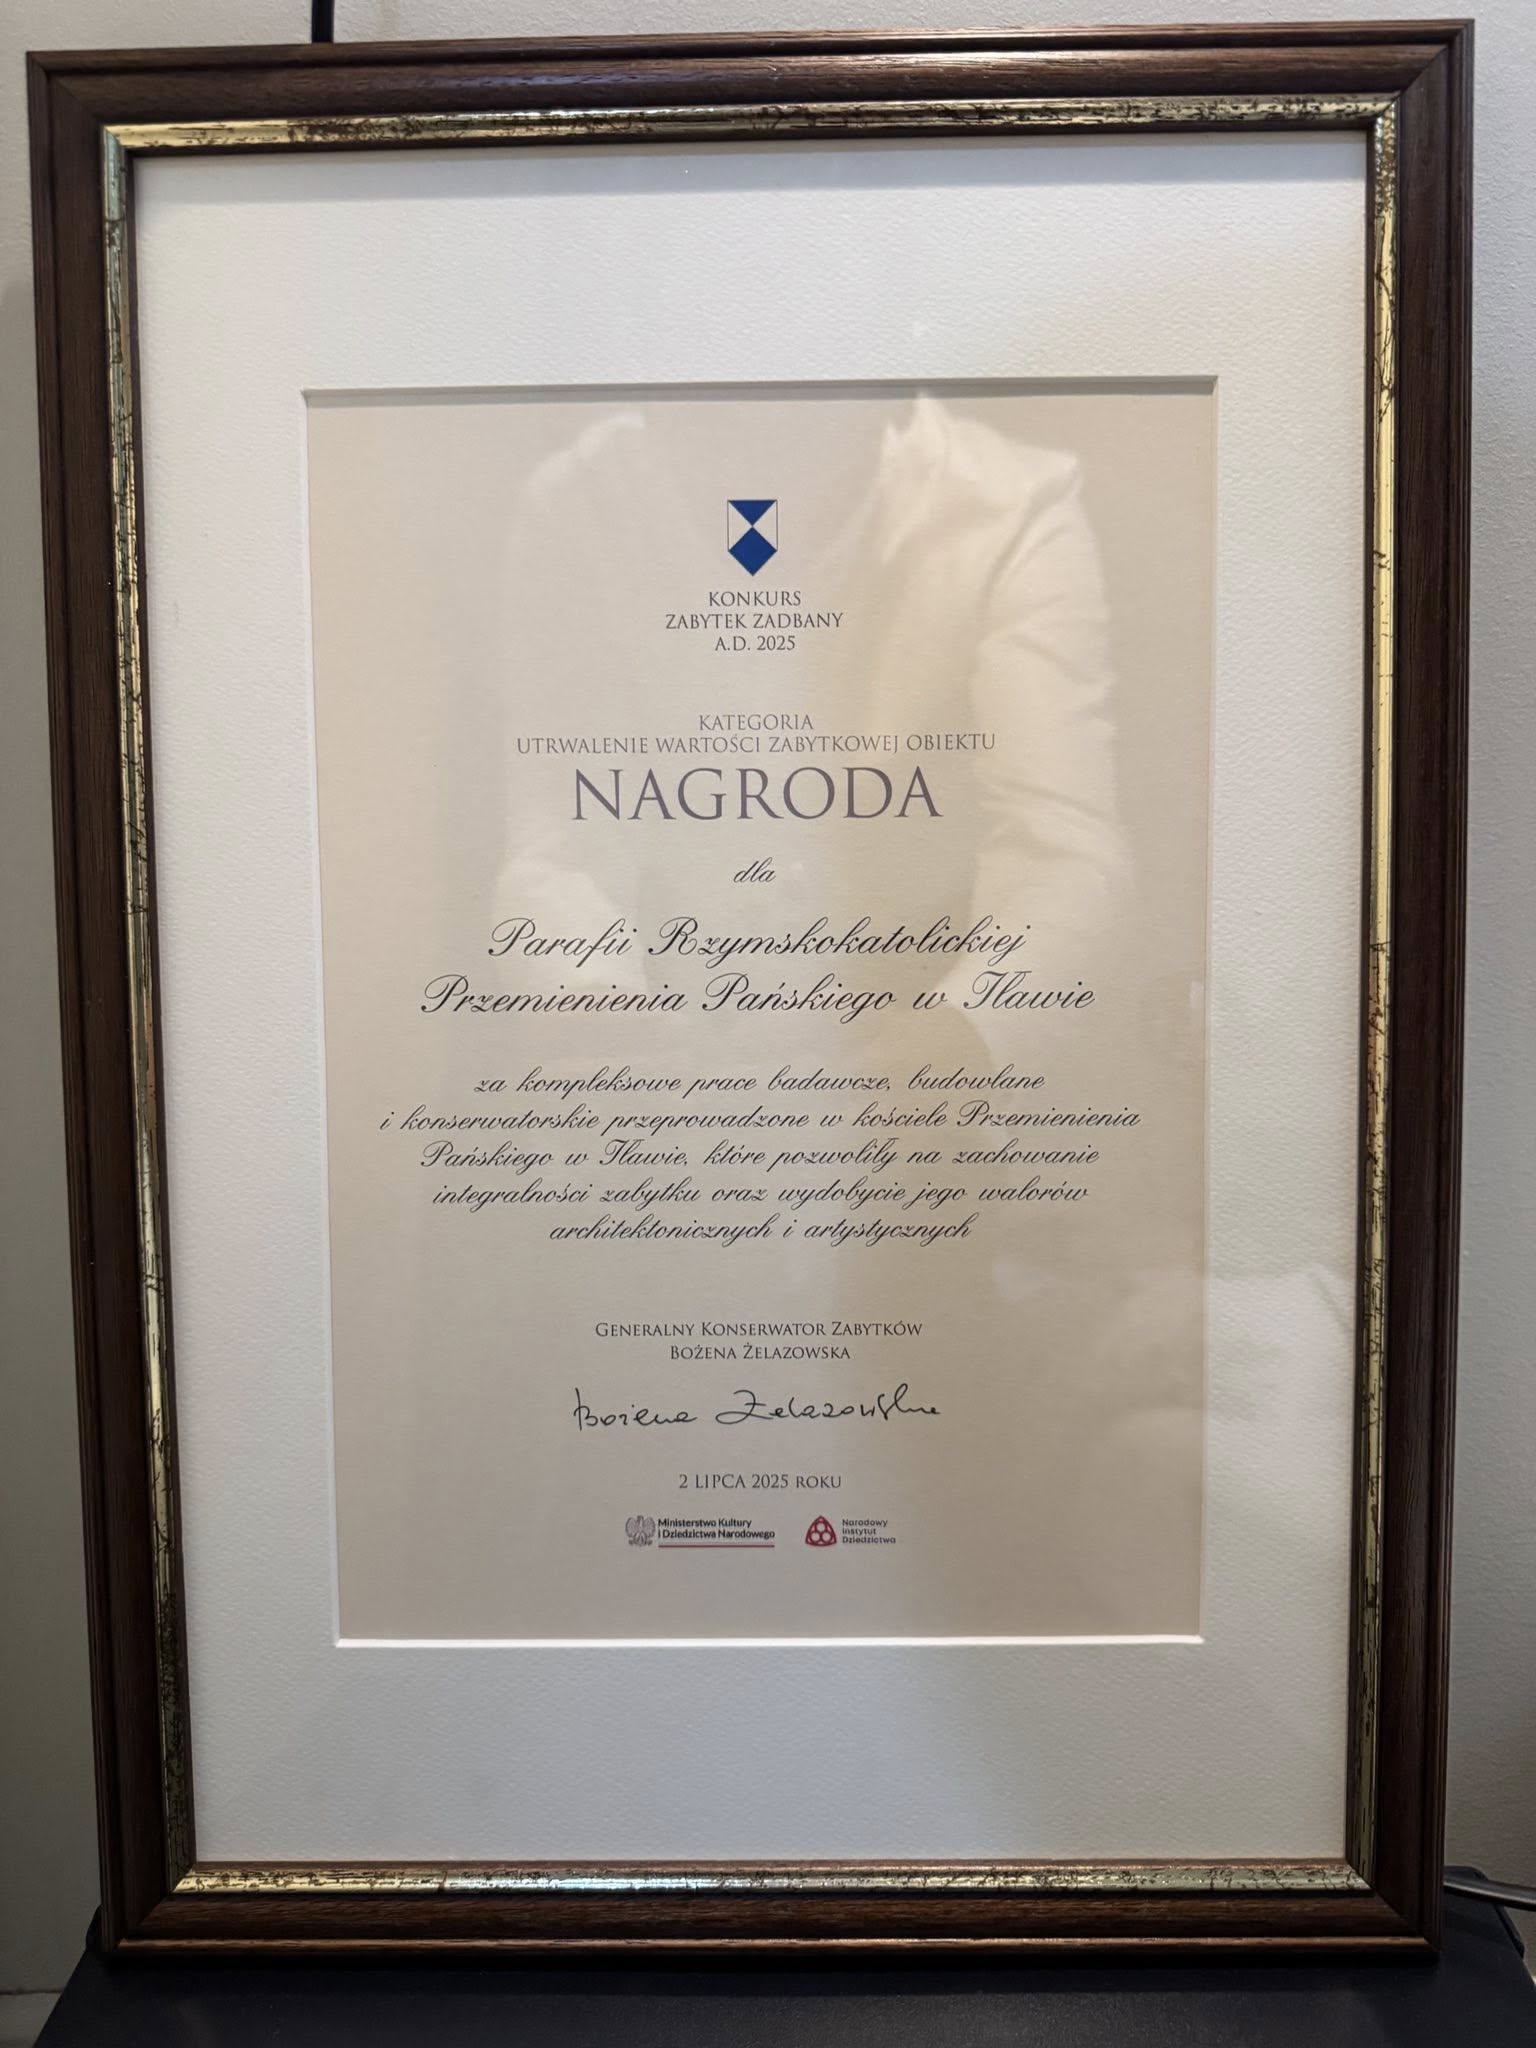 KONKURS
ZABYTEK ZADBANY
A.D. 2025
KATEGORIA
UTRWALENIE WARTOŚCI ZABYTKOWEJ OBIEKTU
NAGRODA
dla
Parafii Rzymskokatolickiej
Przemienienia Pańskiego w Iławie
za kompleksowe prace badawcze, budowlane
i konserwatorskie przeprowadzone w kościele Przemienienia
Pańskiego w Iławie, które pozwoliły na zachowanie
integralności zabytku oraz wydobycie jego walorów
architektonicznych i artystycznych
GENERALNY KONSERWATOR ZABYTKÓW
BOŻENA ŻELAZOWSKA
Bożena Żelazowska
2 LIPCA 2025 ROKU
Ministerstwo Kultury
i Dziedzictwa Narodowego
Narodowy
Instytut
Dziedzictwa